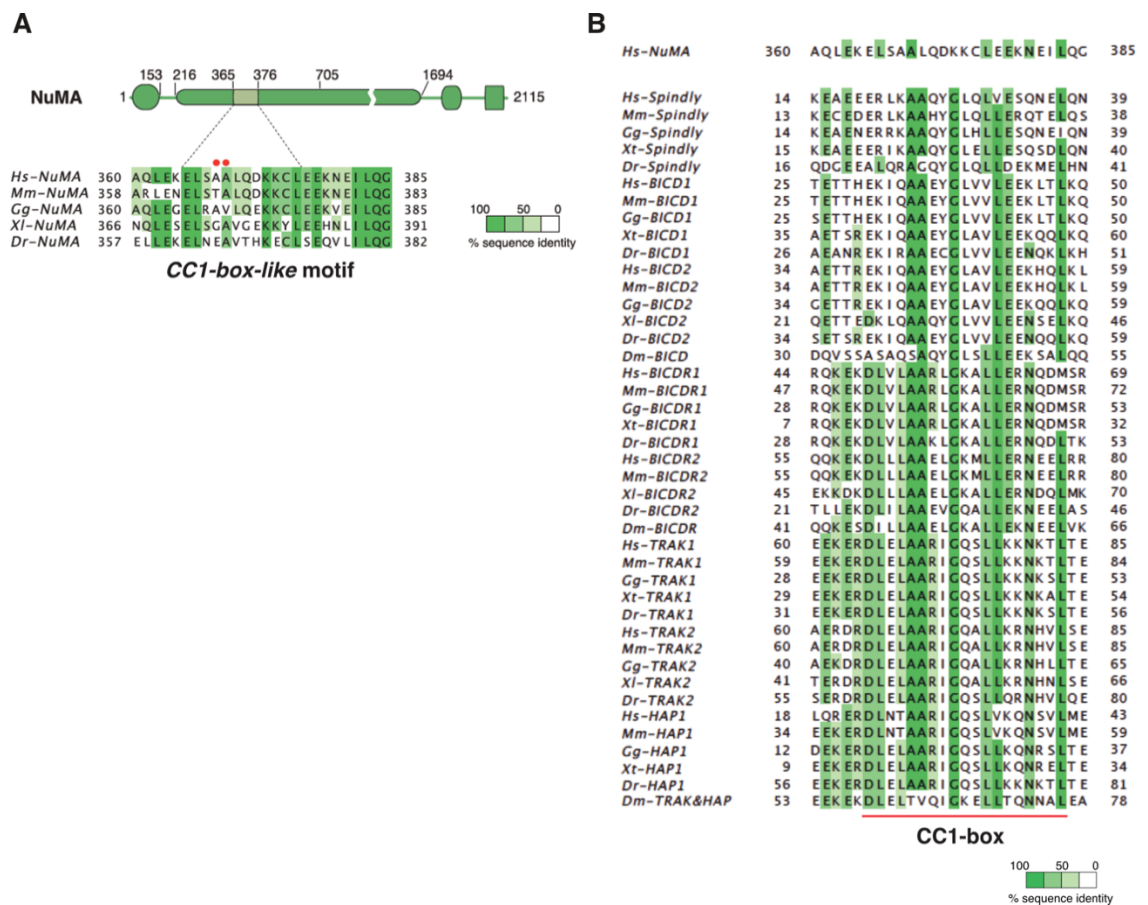 A
153 216 365 376 705 1694
NuMA 1 2115
Hs-NuMA 360 AQLEKELSAALQDKKCLEEKNEILQG 385
Mm-NuMA 358 ARLENELSTALQDKKCLEEKNEILQG 383
Gg-NuMA 360 AQLEGELRAVLQEKKCLEEKVEILQG 385
Xl-NuMA 366 NQLESELSGAVGEKKYLEEHNLILQG 391
Dr-NuMA 357 ELLEKELNEAVTHKECLSEQVLILQG 382
100 50 0
% sequence identity
CC1-box-like motif
B
Hs-NuMA 360 AQLEKELSAALQDKKCLEEKNEILQG 385
Hs-Spindly 14 KEAEEERLKAAQYGLQLVESQNELQN 39
Mm-Spindly 13 KECEDERLKAAHYGLQLLERQTELQS 38
Gg-Spindly 14 KEAENERRKAAQYGLHLLESQNEIQN 39
Xt-Spindly 15 KEAEEERIKAAQYGLELLESQSDLQN 40
Dr-Spindly 16 QDGEEALQRAGQYGLQLLDEKMELHN 41
Hs-BICD1 25 TETTHEKIQAAEYGLVVLEEKLTLKQ 50
Mm-BICD1 25 TETTHEKIQAAEYGLVVLEEKLTLKQ 50
Gg-BICD1 25 SETTHEKIQAAEYGLVVLEEKLTLKQ 50
Xt-BICD1 35 AETSREKIQAAEYGLVVLEEKQQLKQ 60
Dr-BICD1 26 AEANREKIRAAECGLVVLEENQKLKH 51
Hs-BICD2 34 AETTREKIQAAEYGLAVLEEKHQLKL 59
Mm-BICD2 34 AETTREKIQAAEYGLAVLEEKHQLKL 59
Gg-BICD2 34 GETTREKIQAAEYGLAVLEEKQQLKQ 59
Xl-BICD2 21 QETTEDKLQAAQYGLVVLEENSELKQ 46
Dr-BICD2 34 SETSREKIQAAEYGLVVLEENQQLKQ 59
Dm-BICD 30 DQVSSASAQSAQYGLSLLEEKSALQQ 55
Hs-BICDR1 44 RQKEKDLVLAARLGKALLERNQDMSR 69
Mm-BICDR1 47 RQKEKDLVLAARLGKALLERNQDMSR 72
Gg-BICDR1 28 RQKEKDLVLAARLGKALLERNQDMSR 53
Xt-BICDR1 7 RQKEKDLVLAARLGKALLERNQDMSR 32
Dr-BICDR1 28 RQKEKDLVLAAKLGKALLERNQDLTK 53
Hs-BICDR2 55 QQKEKDLLLAAELGKMLLERNEELRR 80
Mm-BICDR2 55 QQKEKDLLLAAELGKMLLERNEELRR 80
Xl-BICDR2 45 EKKDKDLLLAAELGKALLERNDQLMK 70
Dr-BICDR2 21 TLLEKDLILAAEVGQALLEKNEELAS 46
Dm-BICDR 41 QQKESDILLAAELGKALLEKNEELVK 66
Hs-TRAK1 60 EEKERDLELAARIGQSLLKKNKTLTE 85
Mm-TRAK1 59 EEKERDLELAARIGQSLLKKNKTLTE 84
Gg-TRAK1 28 EEKERDLELAARIGQSLLKKNKSLTE 53
Xt-TRAK1 29 EEKERDLELAARIGQSLLKKNKALTE 54
Dr-TRAK1 31 EEKERDLELAARIGQSLLKKNKSLTE 56
Hs-TRAK2 60 AERDRDLELAARIGQALLKRNHVLSE 85
Mm-TRAK2 60 AERDRDLELAARIGQSLLKRNHVLSE 85
Gg-TRAK2 40 AEKDRDLELAARIGQALLKRNHLLTE 65
Xl-TRAK2 41 TERDRDLELAARIGQALLKRNHNLSE 66
Dr-TRAK2 55 SERDRDLELAARIGQSLLQRNHVLQE 80
Hs-HAP1 18 LQRERDLNTAARIGQSLVKQNSVLME 43
Mm-HAP1 34 EEKERDLNTAARIGQSLVKQNSVLME 59
Gg-HAP1 12 DEKERDLELAARIGQSLLKQNRSLTE 37
Xt-HAP1 9 EEKERDLELAARIGQSLLKQNRELTE 34
Dr-HAP1 56 EEKERDLELAARIGQSLLKKNKTLTE 81
Dm-TRAK&HAP 53 EEKEKDLELTVQIGKELLTQNNALEA 78
CC1-box
100 50 0
% sequence identity